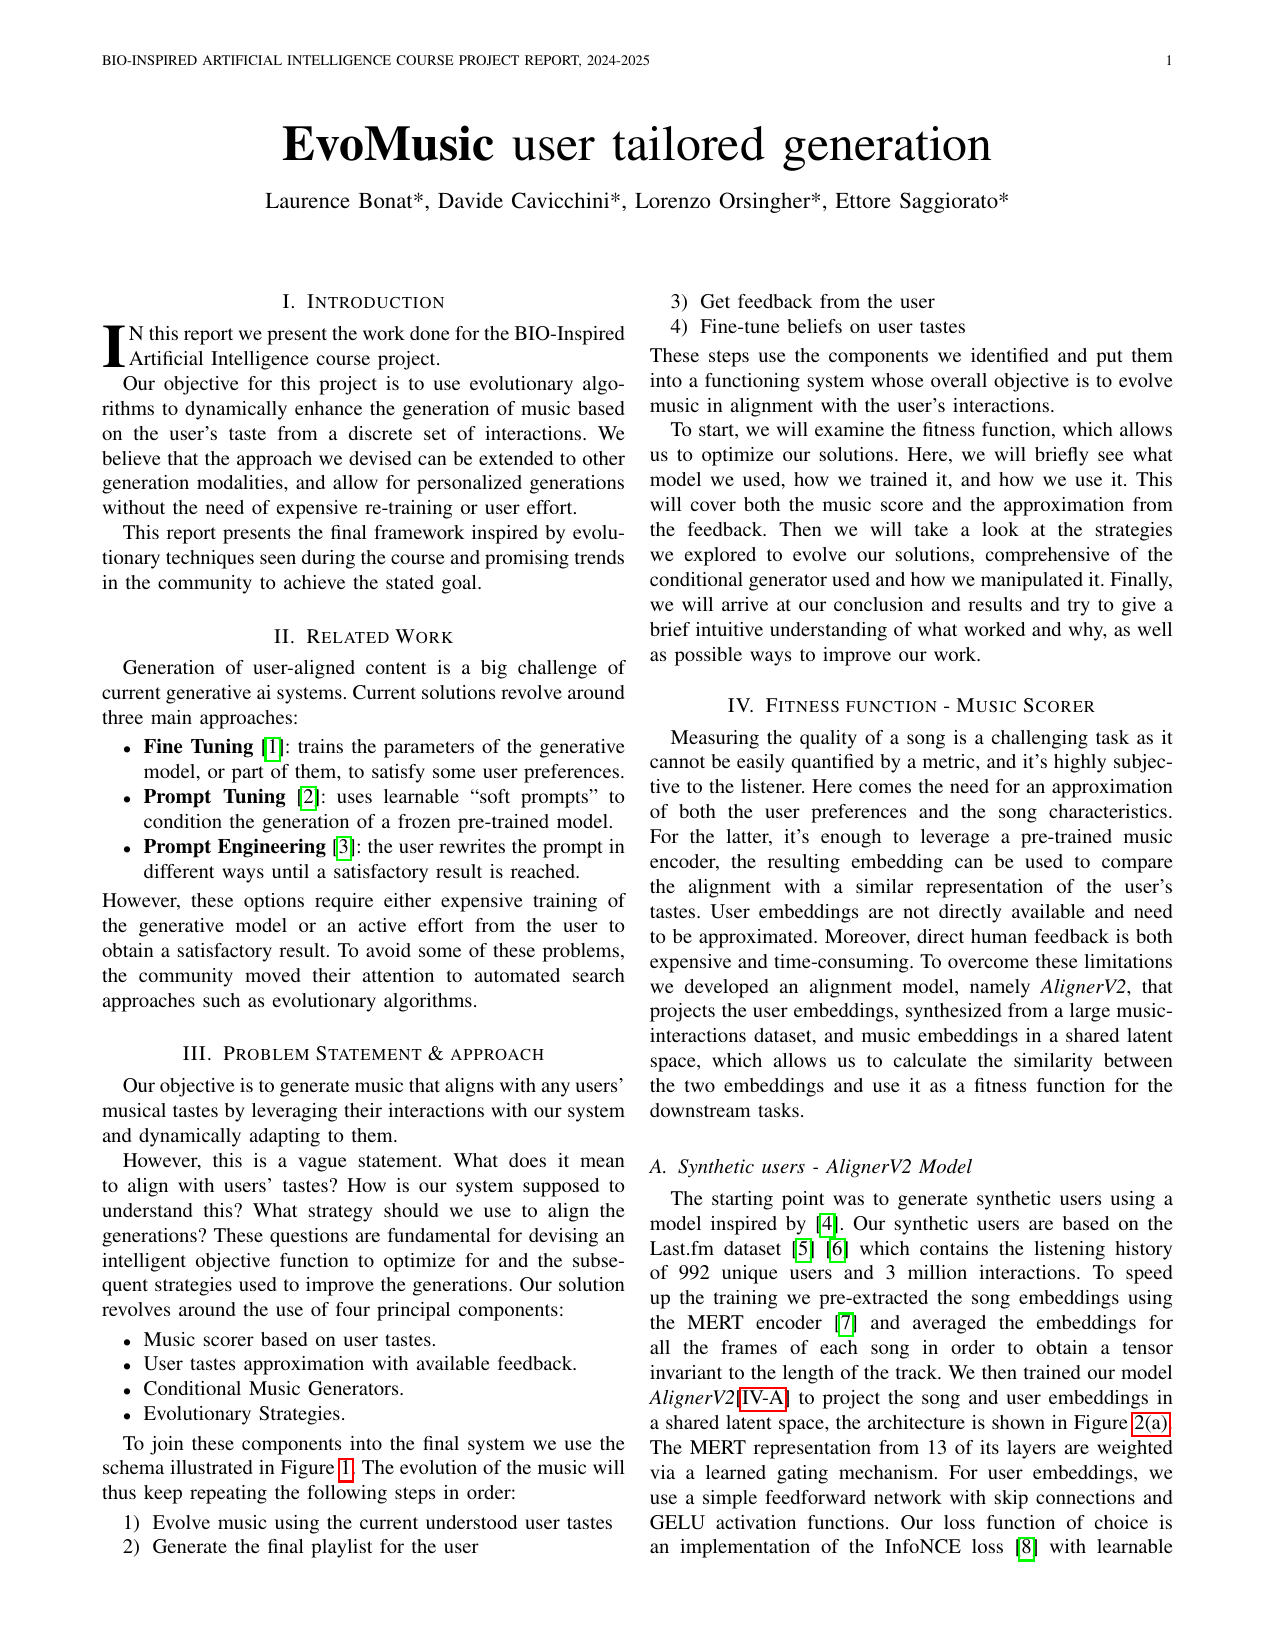 BIO-INSPIRED ARTIFICIAL INTELLIGENCE COURSE PROJECT REPORT, 2024-2025
1
EvoMusic user tailored generation
Laurence Bonat*, Davide Cavicchini*, Lorenzo Orsingher*, Ettore Saggiorato*
I. INTRODUCTION
IN this report we present the work done for the BIO-Inspired
Artificial Intelligence course project.
Our objective for this project is to use evolutionary algo-
rithms to dynamically enhance the generation of music based
on the user's taste from a discrete set of interactions. We
believe that the approach we devised can be extended to other
generation modalities, and allow for personalized generations
without the need of expensive re-training or user effort.
This report presents the final framework inspired by evolu-
tionary techniques seen during the course and promising trends
in the community to achieve the stated goal.
II. RELATED WORK
Generation of user-aligned content is a big challenge of
current generative ai systems. Current solutions revolve around
three main approaches:
• Fine Tuning [1]: trains the parameters of the generative
model, or part of them, to satisfy some user preferences.
• Prompt Tuning [2]: uses learnable “soft prompts” to
condition the generation of a frozen pre-trained model.
• Prompt Engineering [3]: the user rewrites the prompt in
different ways until a satisfactory result is reached.
However, these options require either expensive training of
the generative model or an active effort from the user to
obtain a satisfactory result. To avoid some of these problems,
the community moved their attention to automated search
approaches such as evolutionary algorithms.
III. PROBLEM STATEMENT & APPROACH
Our objective is to generate music that aligns with any users'
musical tastes by leveraging their interactions with our system
and dynamically adapting to them.
However, this is a vague statement. What does it mean
to align with users' tastes? How is our system supposed to
understand this? What strategy should we use to align the
generations? These questions are fundamental for devising an
intelligent objective function to optimize for and the subse-
quent strategies used to improve the generations. Our solution
revolves around the use of four principal components:
• Music scorer based on user tastes.
• User tastes approximation with available feedback.
• Conditional Music Generators.
• Evolutionary Strategies.
To join these components into the final system we use the
schema illustrated in Figure 1. The evolution of the music will
thus keep repeating the following steps in order:
1) Evolve music using the current understood user tastes
2) Generate the final playlist for the user
3) Get feedback from the user
4) Fine-tune beliefs on user tastes
These steps use the components we identified and put them
into a functioning system whose overall objective is to evolve
music in alignment with the user's interactions.
To start, we will examine the fitness function, which allows
us to optimize our solutions. Here, we will briefly see what
model we used, how we trained it, and how we use it. This
will cover both the music score and the approximation from
the feedback. Then we will take a look at the strategies
we explored to evolve our solutions, comprehensive of the
conditional generator used and how we manipulated it. Finally,
we will arrive at our conclusion and results and try to give a
brief intuitive understanding of what worked and why, as well
as possible ways to improve our work.
IV. FITNESS FUNCTION - MUSIC SCORER
Measuring the quality of a song is a challenging task as it
cannot be easily quantified by a metric, and it's highly subjec-
tive to the listener. Here comes the need for an approximation
of both the user preferences and the song characteristics.
For the latter, it's enough to leverage a pre-trained music
encoder, the resulting embedding can be used to compare
the alignment with a similar representation of the user's
tastes. User embeddings are not directly available and need
to be approximated. Moreover, direct human feedback is both
expensive and time-consuming. To overcome these limitations
we developed an alignment model, namely AlignerV2, that
projects the user embeddings, synthesized from a large music-
interactions dataset, and music embeddings in a shared latent
space, which allows us to calculate the similarity between
the two embeddings and use it as a fitness function for the
downstream tasks.
A. Synthetic users - AlignerV2 Model
The starting point was to generate synthetic users using a
model inspired by [4]. Our synthetic users are based on the
Last.fm dataset [5] [6] which contains the listening history
of 992 unique users and 3 million interactions. To speed
up the training we pre-extracted the song embeddings using
the MERT encoder [7] and averaged the embeddings for
all the frames of each song in order to obtain a tensor
invariant to the length of the track. We then trained our model
AlignerV2[IV-A] to project the song and user embeddings in
a shared latent space, the architecture is shown in Figure 2(a).
The MERT representation from 13 of its layers are weighted
via a learned gating mechanism. For user embeddings, we
use a simple feedforward network with skip connections and
GELU activation functions. Our loss function of choice is
an implementation of the InfoNCE loss [8] with learnable